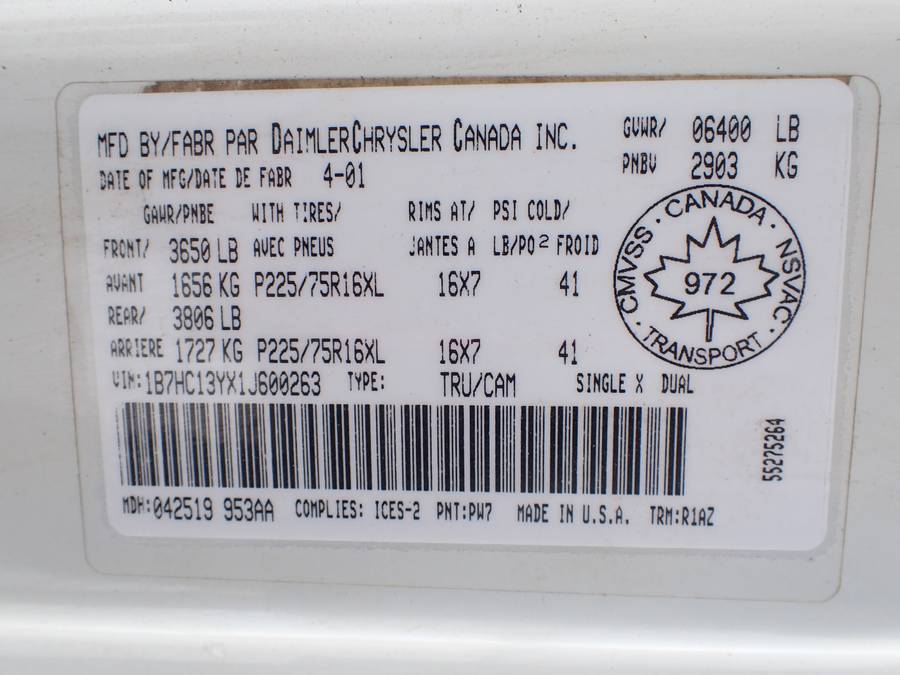 MFD BY/FABR PAR DAIMLERCHRYSLER CANADA INC. GVWR/ 06400 LB
DATE OF MFG/DATE DE FABR 4-01 PNBV 2903 KG
GAWR/PNBE WITH TIRES/ RIMS AT/ PSI COLD/
FRONT/ 3650 LB AVEC PNEUS JANTES A LB/PO² FROID
AVANT 1656 KG P225/75R16XL 16X7 41
REAR/ 3806 LB
ARRIERE 1727 KG P225/75R16XL 16X7 41
VIN: 1B7HC13YX1J600263 TYPE: TRU/CAM SINGLE X DUAL
MDH: 042519 953AA COMPLIES: ICES-2 PNT: PW7 MADE IN U.S.A. TRM: R1AZ
CMVSS · CANADA · NSVAC · TRANSPORT ·
972
55275264